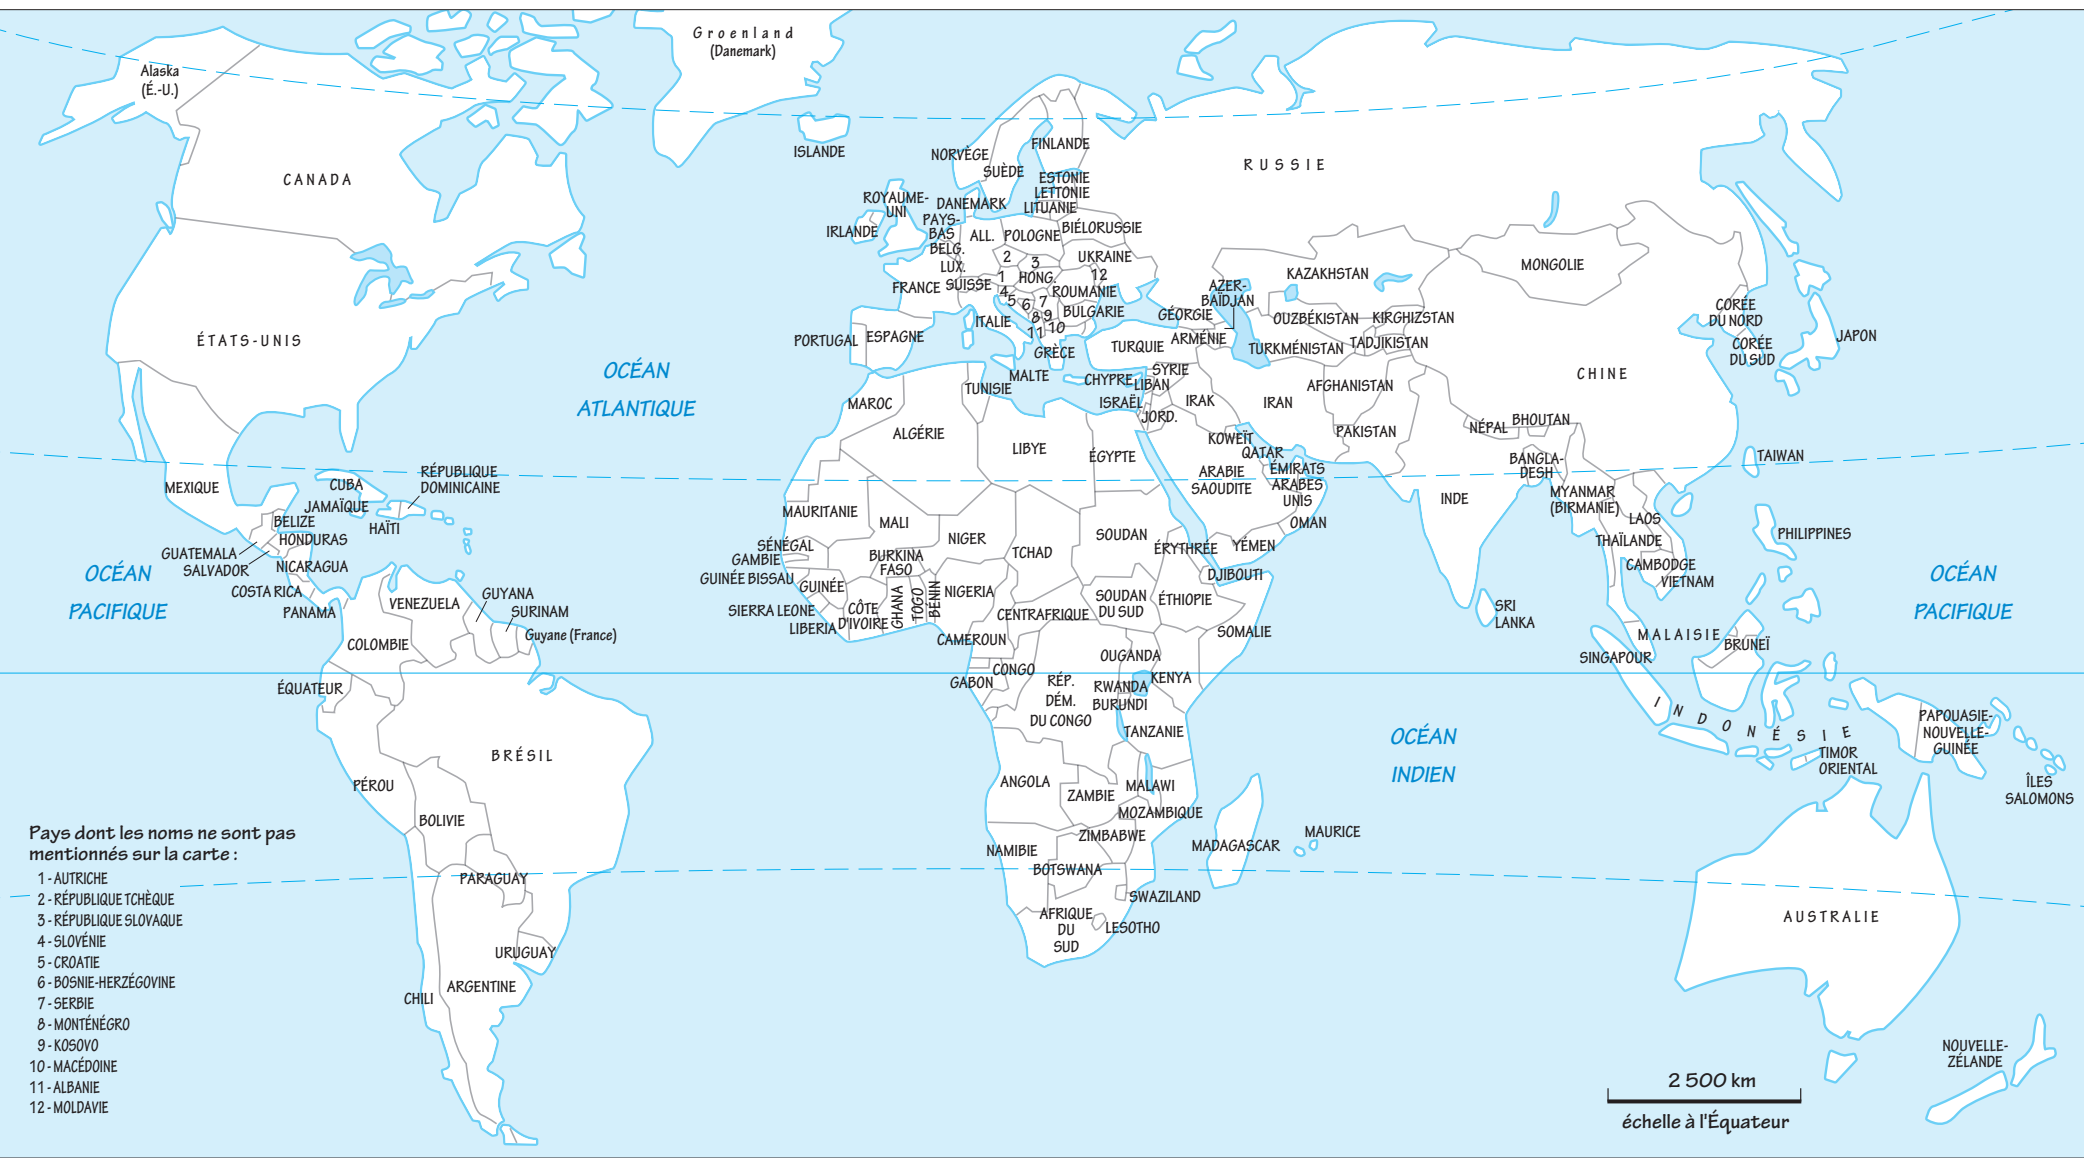 Groenland
(Danemark)
Alaska
(É.-U.)
ISLANDE
CANADA
NORVÈGE
SUÈDE
FINLANDE
RUSSIE
ESTONIE
LETTONIE
LITUANIE
ROYAUME-
UNI
DANEMARK
IRLANDE
PAYS-
BAS
BELG.
LUX.
ALL.
POLOGNE
BIÉLORUSSIE
UKRAINE
2
3
1
HONG.
12
FRANCE
SUISSE
4
5
6
7
8
9
10
11
ROUMANIE
BULGARIE
ITALIE
PORTUGAL
ESPAGNE
GRÈCE
MALTE
TURQUIE
GÉORGIE
ARMÉNIE
AZER-
BAÏDJAN
KAZAKHSTAN
MONGOLIE
OUZBÉKISTAN
KIRGHIZSTAN
TURKMÉNISTAN
TADJIKISTAN
CORÉE
DU NORD
CORÉE
DU SUD
JAPON
CHINE
ÉTATS-UNIS
OCÉAN
ATLANTIQUE
TUNISIE
CHYPRE
SYRIE
LIBAN
ISRAËL
JORD.
IRAK
IRAN
AFGHANISTAN
PAKISTAN
NÉPAL
BHOUTAN
MAROC
ALGÉRIE
LIBYE
ÉGYPTE
KOWEÏT
QATAR
ARABIE
SAOUDITE
ÉMIRATS
ARABES
UNIS
OMAN
YÉMEN
INDE
BANGLA-
DESH
MYANMAR
(BIRMANIE)
LAOS
THAÏLANDE
CAMBODGE
VIETNAM
TAIWAN
PHILIPPINES
MEXIQUE
CUBA
RÉPUBLIQUE
DOMINICAINE
JAMAÏQUE
HAÏTI
BELIZE
HONDURAS
GUATEMALA
SALVADOR
NICARAGUA
COSTA RICA
PANAMA
OCÉAN
PACIFIQUE
VENEZUELA
GUYANA
SURINAM
Guyane (France)
COLOMBIE
ÉQUATEUR
MAURITANIE
MALI
NIGER
TCHAD
SOUDAN
ÉRYTHRÉE
DJIBOUTI
SÉNÉGAL
GAMBIE
GUINÉE BISSAU
GUINÉE
SIERRA LEONE
LIBERIA
BURKINA
FASO
CÔTE
D'IVOIRE
GHANA
TOGO
BÉNIN
NIGERIA
CENTRAFRIQUE
SOUDAN
DU SUD
ÉTHIOPIE
SOMALIE
CAMEROUN
GABON
CONGO
RÉP.
DÉM.
DU CONGO
OUGANDA
KENYA
RWANDA
BURUNDI
TANZANIE
SRI
LANKA
MALAISIE
BRUNEÏ
SINGAPOUR
INDONÉSIE
TIMOR
ORIENTAL
PAPOUASIE-
NOUVELLE-
GUINÉE
ÎLES
SALOMONS
OCÉAN
PACIFIQUE
OCÉAN
INDIEN
BRÉSIL
PÉROU
BOLIVIE
PARAGUAY
URUGUAY
ARGENTINE
CHILI
ANGOLA
ZAMBIE
MALAWI
MOZAMBIQUE
ZIMBABWE
NAMIBIE
BOTSWANA
SWAZILAND
LESOTHO
AFRIQUE
DU
SUD
MADAGASCAR
MAURICE
AUSTRALIE
NOUVELLE-
ZÉLANDE
Pays dont les noms ne sont pas
mentionnés sur la carte :
1 - AUTRICHE
2 - RÉPUBLIQUE TCHÈQUE
3 - RÉPUBLIQUE SLOVAQUE
4 - SLOVÉNIE
5 - CROATIE
6 - BOSNIE-HERZÉGOVINE
7 - SERBIE
8 - MONTÉNÉGRO
9 - KOSOVO
10 - MACÉDOINE
11 - ALBANIE
12 - MOLDAVIE
2 500 km
échelle à l'Équateur